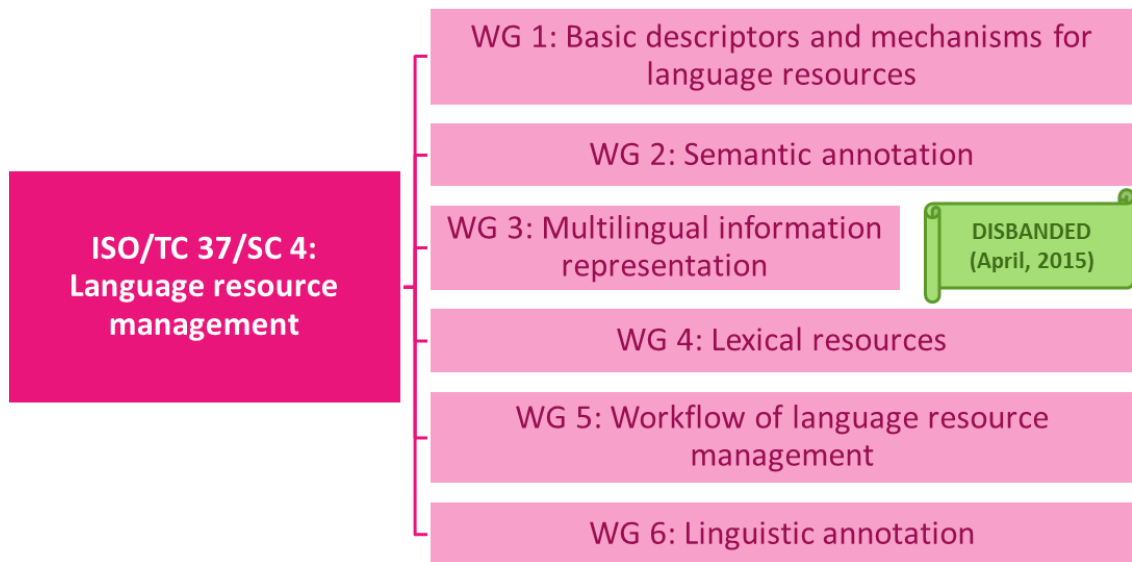 ISO/TC 37/SC 4:
Language resource
management
WG 1: Basic descriptors and mechanisms for
language resources
WG 2: Semantic annotation
WG 3: Multilingual information
representation
DISBANDED
(April, 2015)
WG 4: Lexical resources
WG 5: Workflow of language resource
management
WG 6: Linguistic annotation